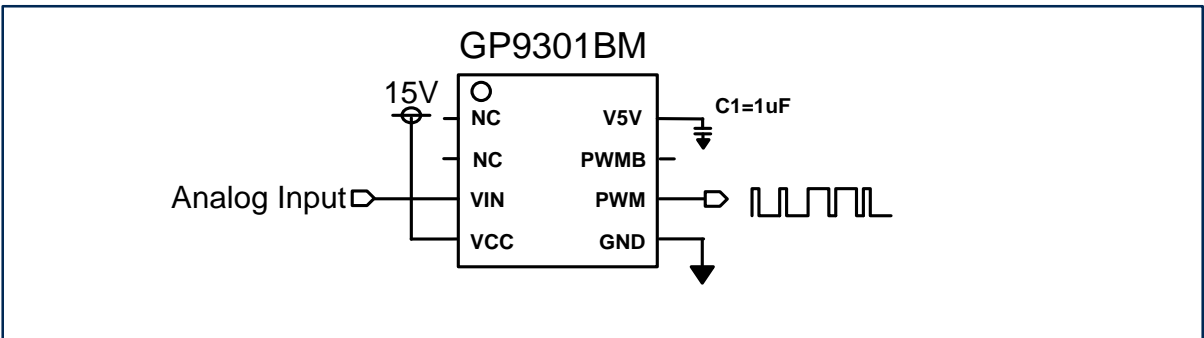 GP9301BM
15V
NC V5V C1=1uF
NC PWMB
Analog Input VIN PWM
VCC GND